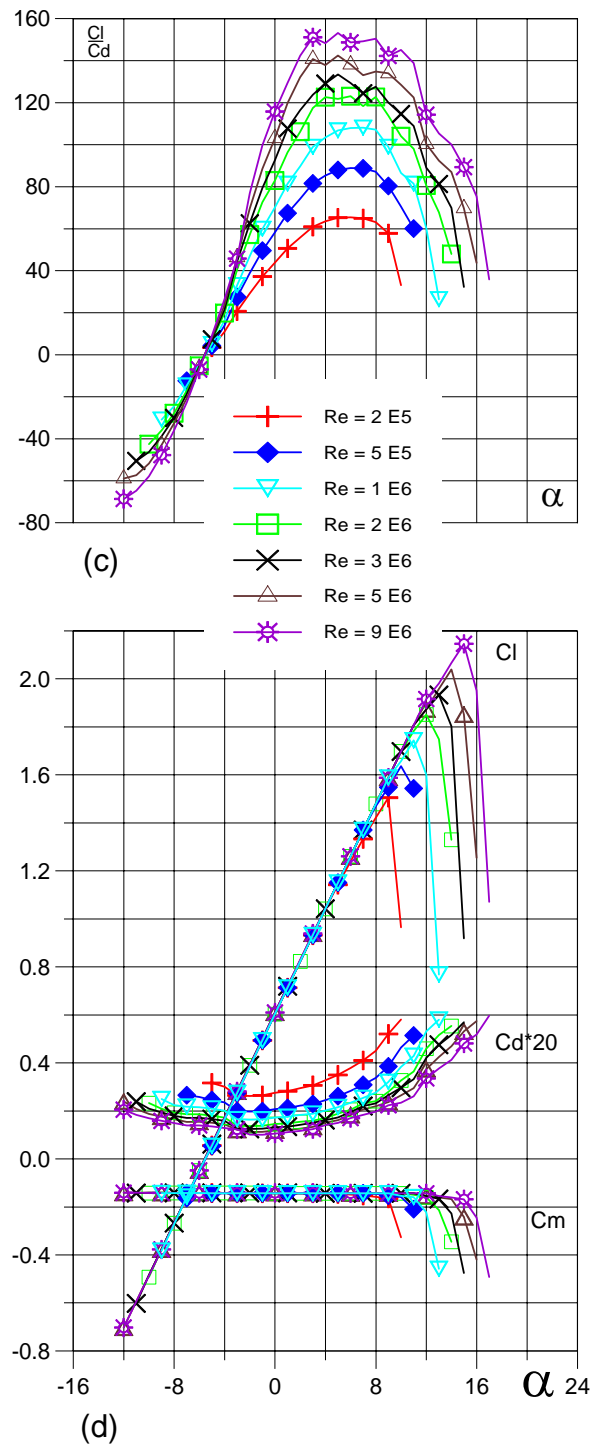 160
Cl
Cd
120
80
40
0
-40
-80
α
(c)
Re = 2 E5
Re = 5 E5
Re = 1 E6
Re = 2 E6
Re = 3 E6
Re = 5 E6
Re = 9 E6
Cl
2.0
1.6
1.2
0.8
0.4
Cd*20
0.0
Cm
-0.4
-0.8
-16 -8 0 8 16 α 24
(d)